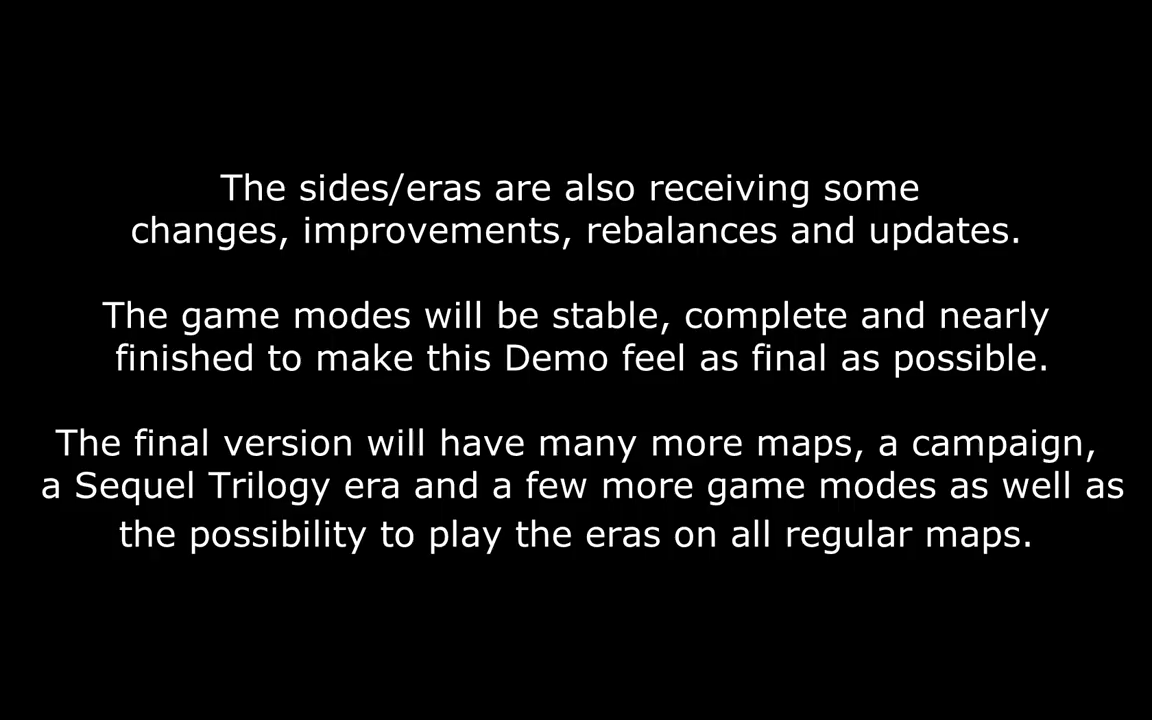 The sides/eras are also receiving some
changes, improvements, rebalances and updates.
The game modes will be stable, complete and nearly
finished to make this Demo feel as final as possible.
The final version will have many more maps, a campaign,
a Sequel Trilogy era and a few more game modes as well as
the possibility to play the eras on all regular maps.